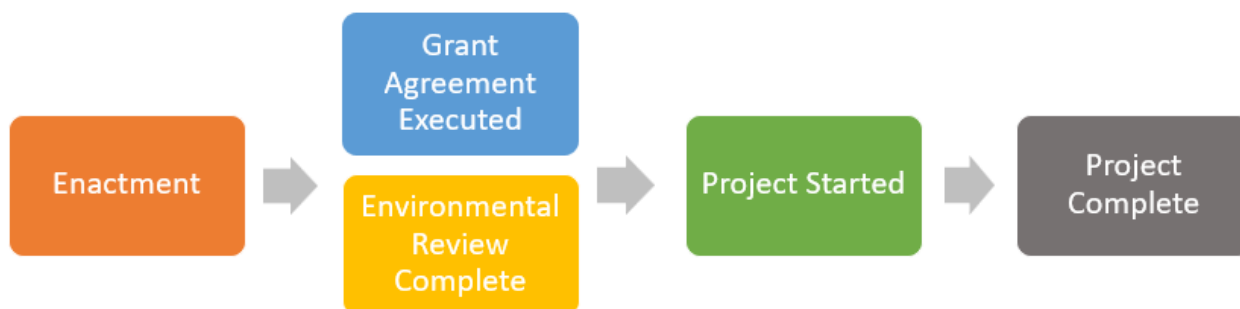 Enactment
Grant
Agreement
Executed
Environmental
Review
Complete
Project Started
Project
Complete